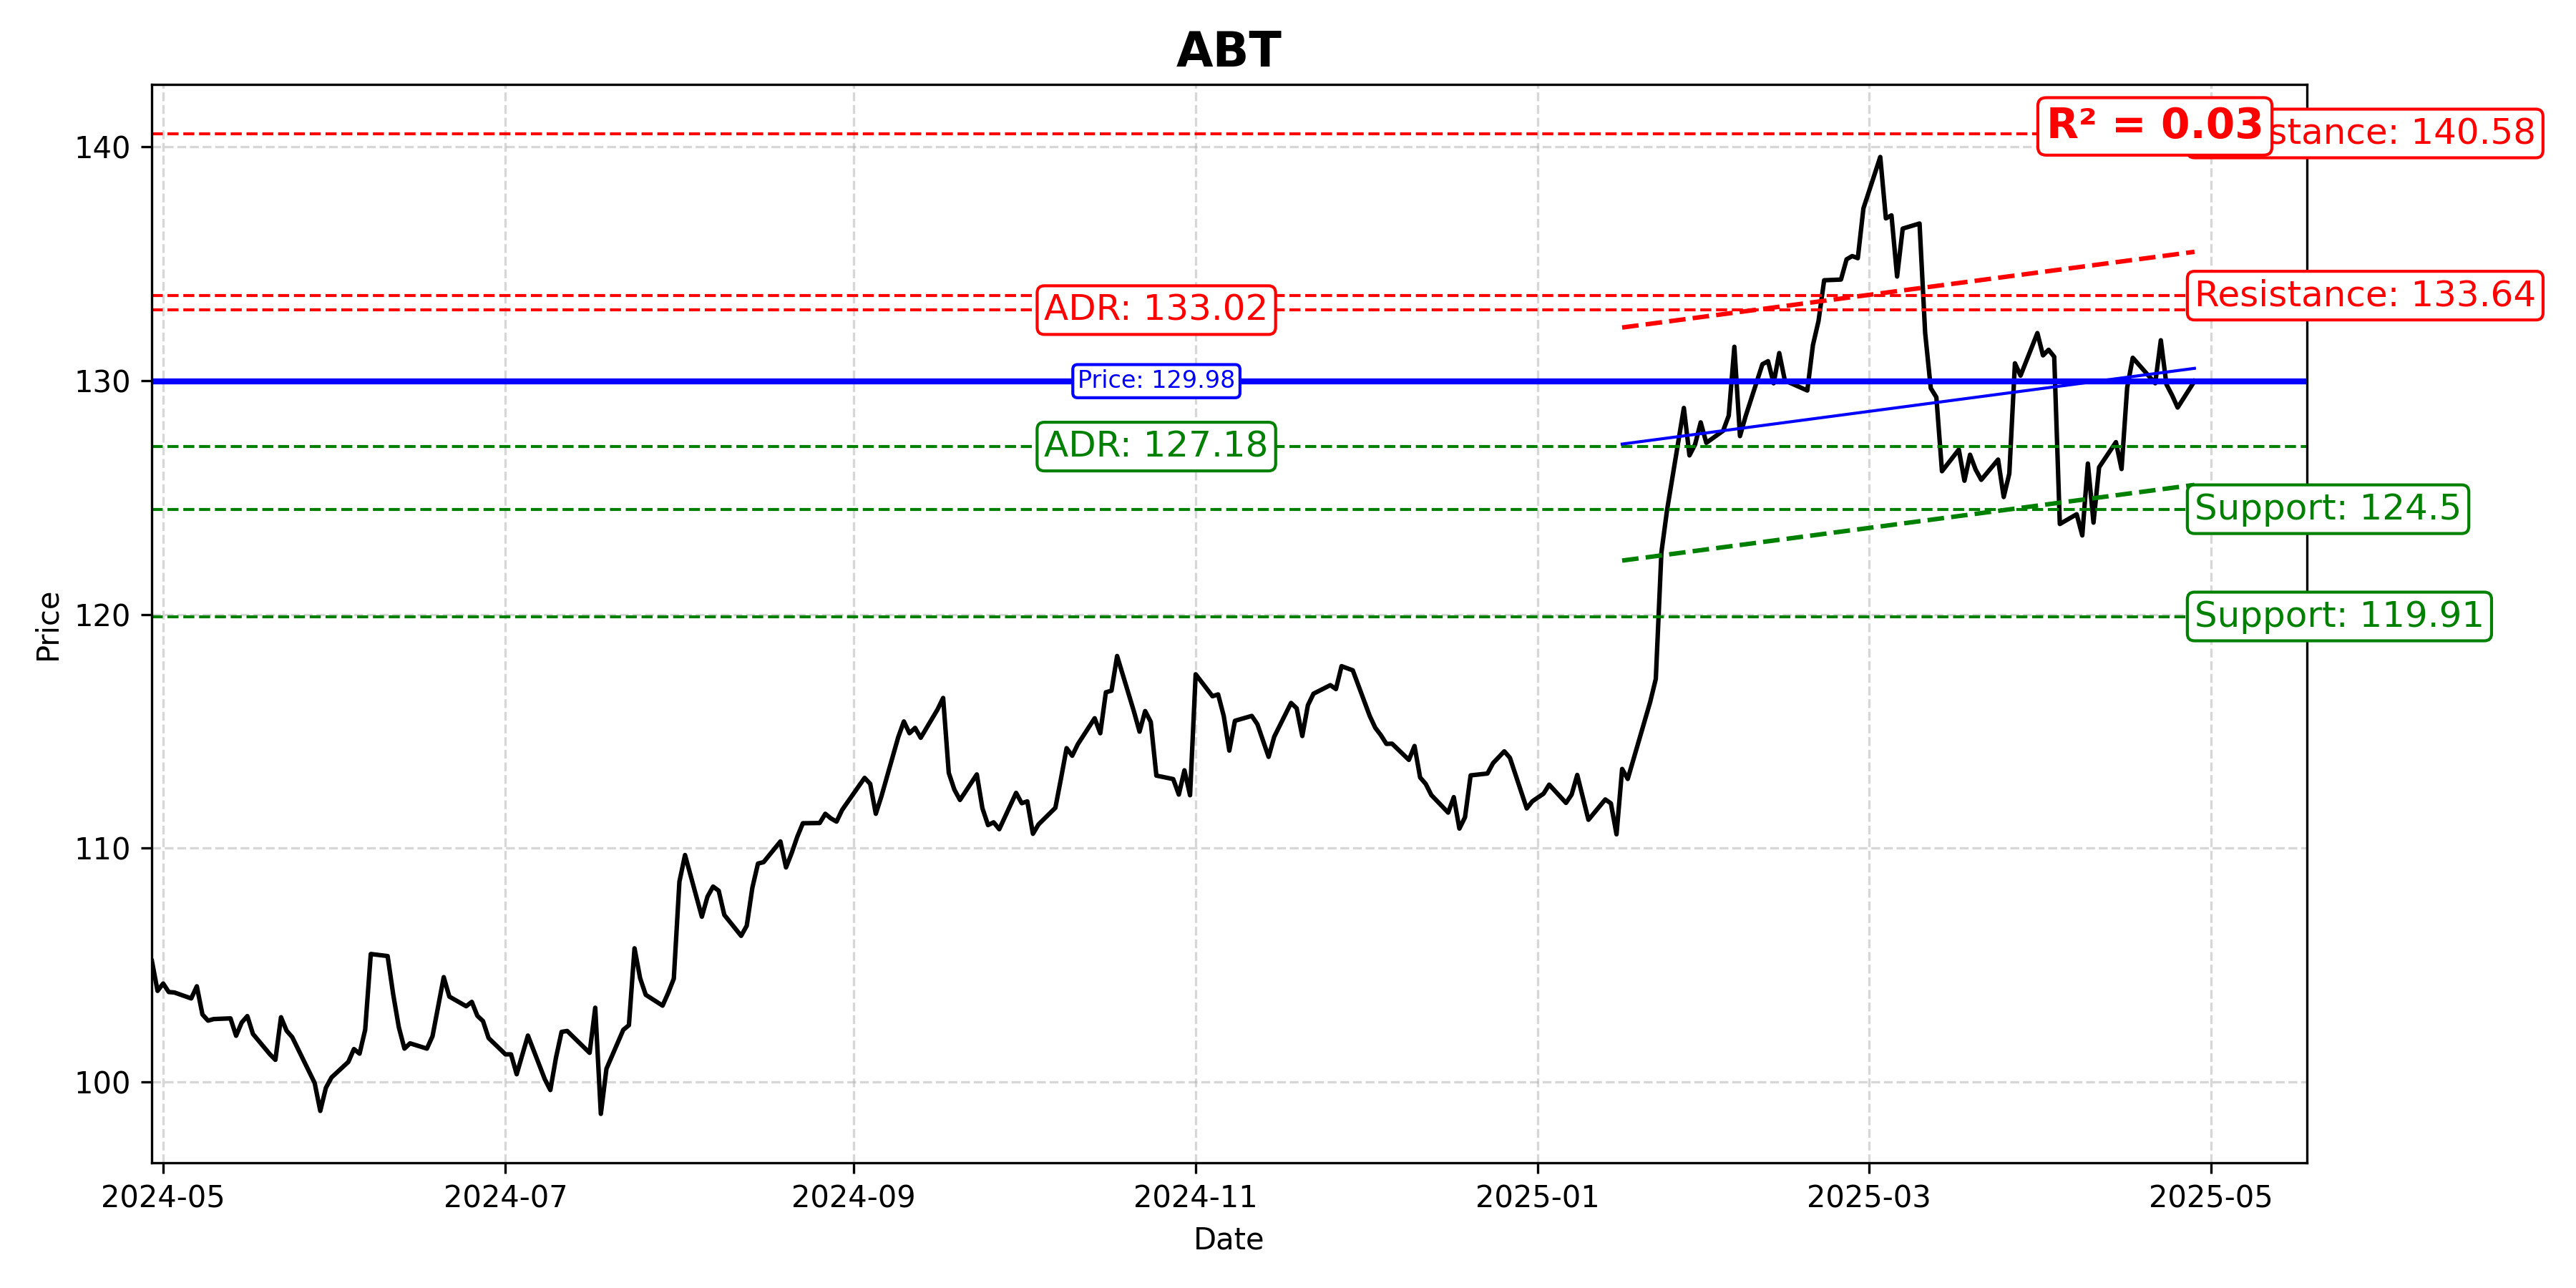 ABT
R² = 0.03
stance: 140.58
140
Resistance: 133.64
ADR: 133.02
130
Price: 129.98
ADR: 127.18
Support: 124.5
120
Support: 119.91
Price
110
100
2024-05
2024-07
2024-09
2024-11
2025-01
2025-03
2025-05
Date